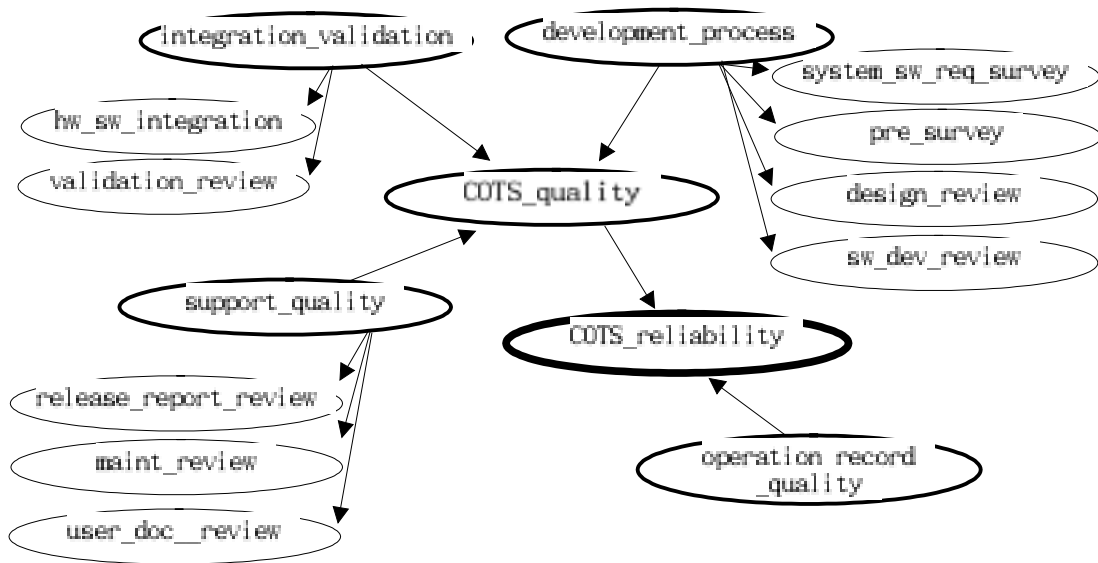 integration_validation
development_process
system_sw_req_survey
hw_sw_integration
pre_survey
validation_review
COTS_quality
design_review
sw_dev_review
support_quality
COTS_reliability
release_report_review
maint_review
operation record
_quality
user_doc__review